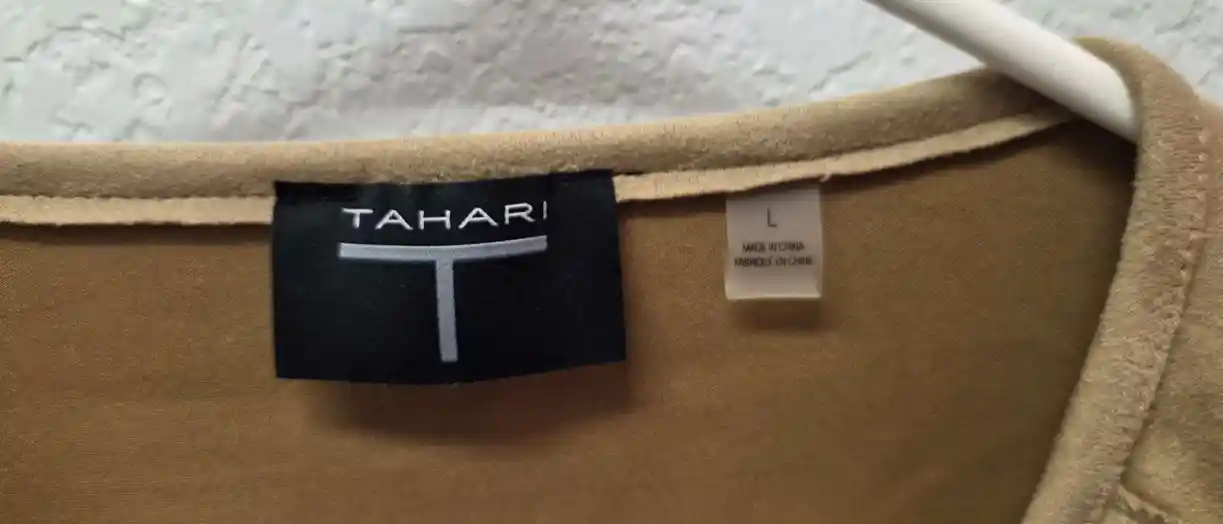 TAHARI
T
L
MADE IN CHINA
FABRIQUÉ EN CHINE